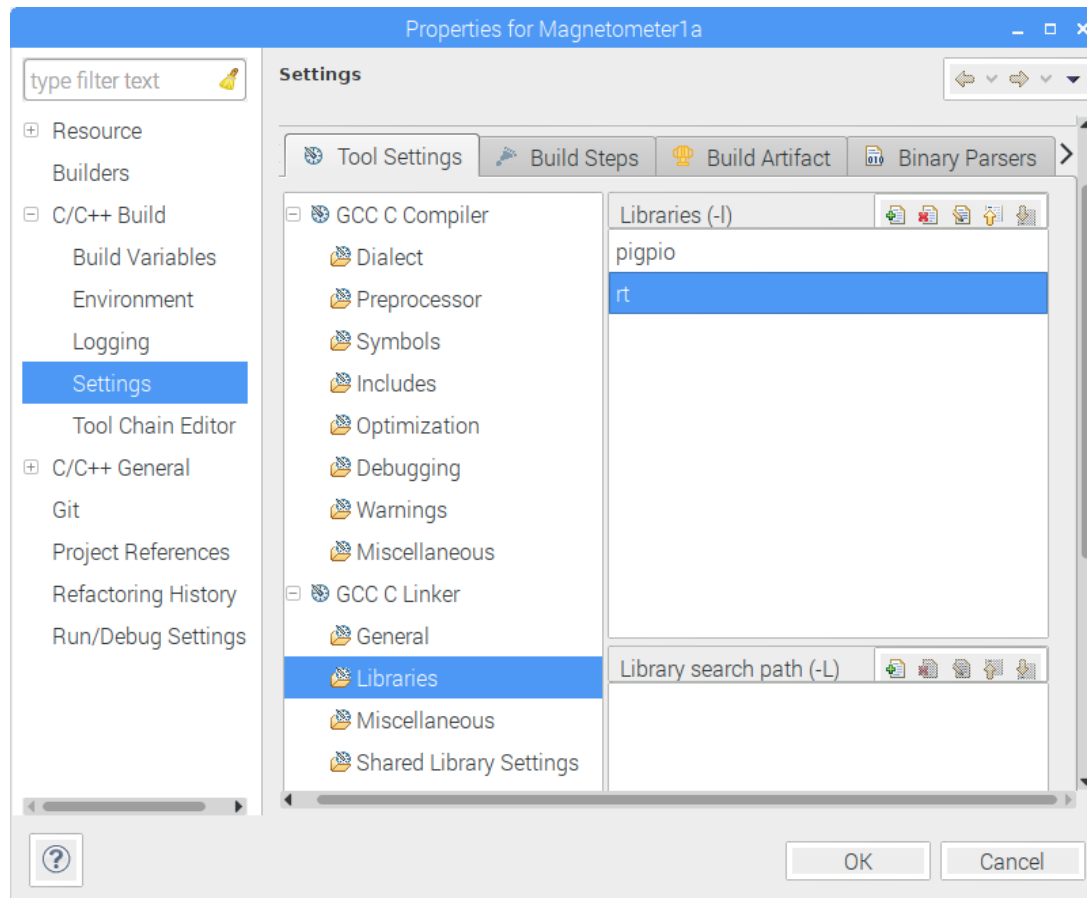 Properties for Magnetometer1a
type filter text
Resource
Builders
C/C++ Build
Build Variables
Environment
Logging
Settings
Tool Chain Editor
C/C++ General
Git
Project References
Refactoring History
Run/Debug Settings
Settings
Tool Settings
Build Steps
Build Artifact
010
Binary Parsers
GCC C Compiler
Dialect
Preprocessor
Symbols
Includes
Optimization
Debugging
Warnings
Miscellaneous
GCC C Linker
General
Libraries
Miscellaneous
Shared Library Settings
Libraries (-l)
pigpio
rt
Library search path (-L)
?
OK
Cancel